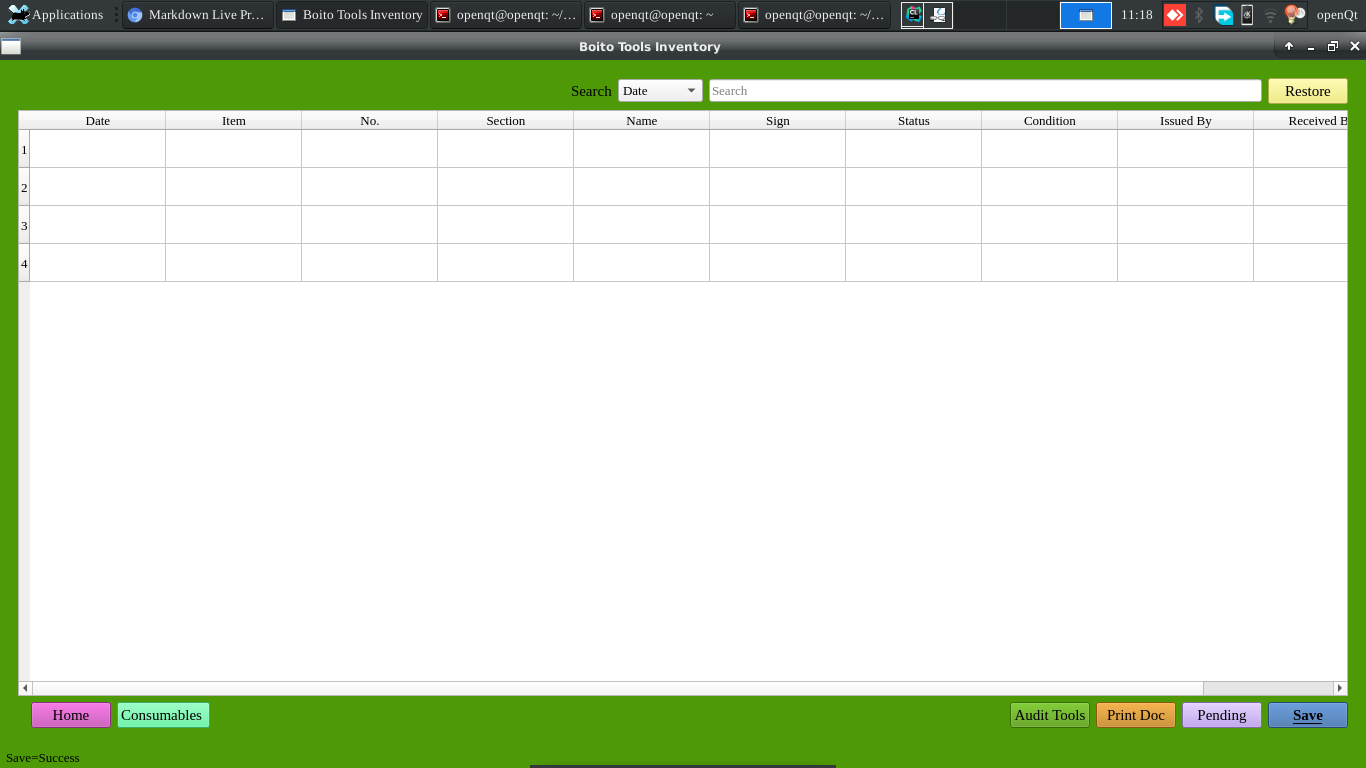 Applications Markdown Live Pr... Boito Tools Inventory openqt@openqt: ~/... openqt@openqt: ~ openqt@openqt: ~/... CL 11:18 openQt
Boito Tools Inventory
Search Date Search Restore
Date Item No. Section Name Sign Status Condition Issued By Received B
1
2
3
4
Home Consumables Audit Tools Print Doc Pending Save
Save=Success